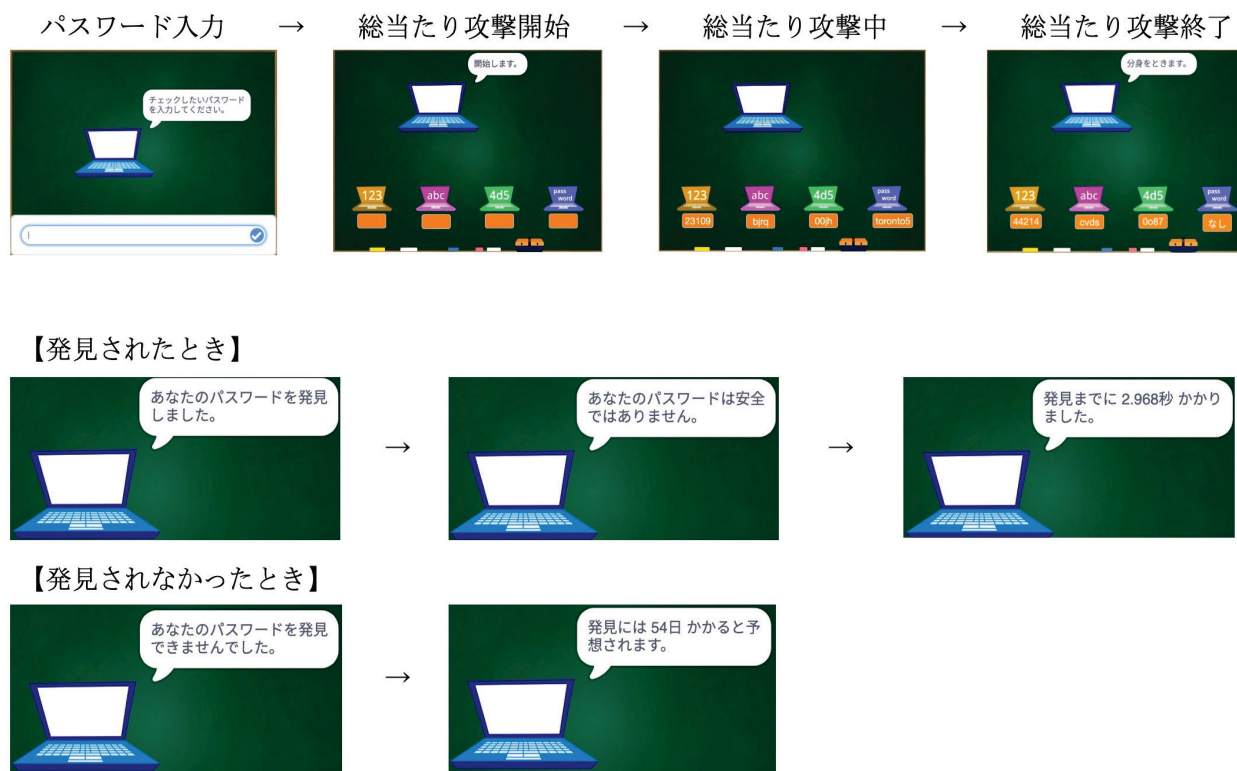 パスワード入力 → 総当たり攻撃開始 → 総当たり攻撃中 → 総当たり攻撃終了
チェックしたいパスワード
を入力してください。
開始します。
123 abc 4d5 pass
word
123 abc 4d5 pass
word
23109 bjrq 00jh toronto5
分身をときます。
123 abc 4d5 pass
word
44214 cvds 0o87 なし
【発見されたとき】
あなたのパスワードを発見
しました。
→
あなたのパスワードは安全
ではありません。
→
発見までに 2.968秒 かかり
ました。
【発見されなかったとき】
あなたのパスワードを発見
できませんでした。
→
発見には 54日 かかると予
想されます。